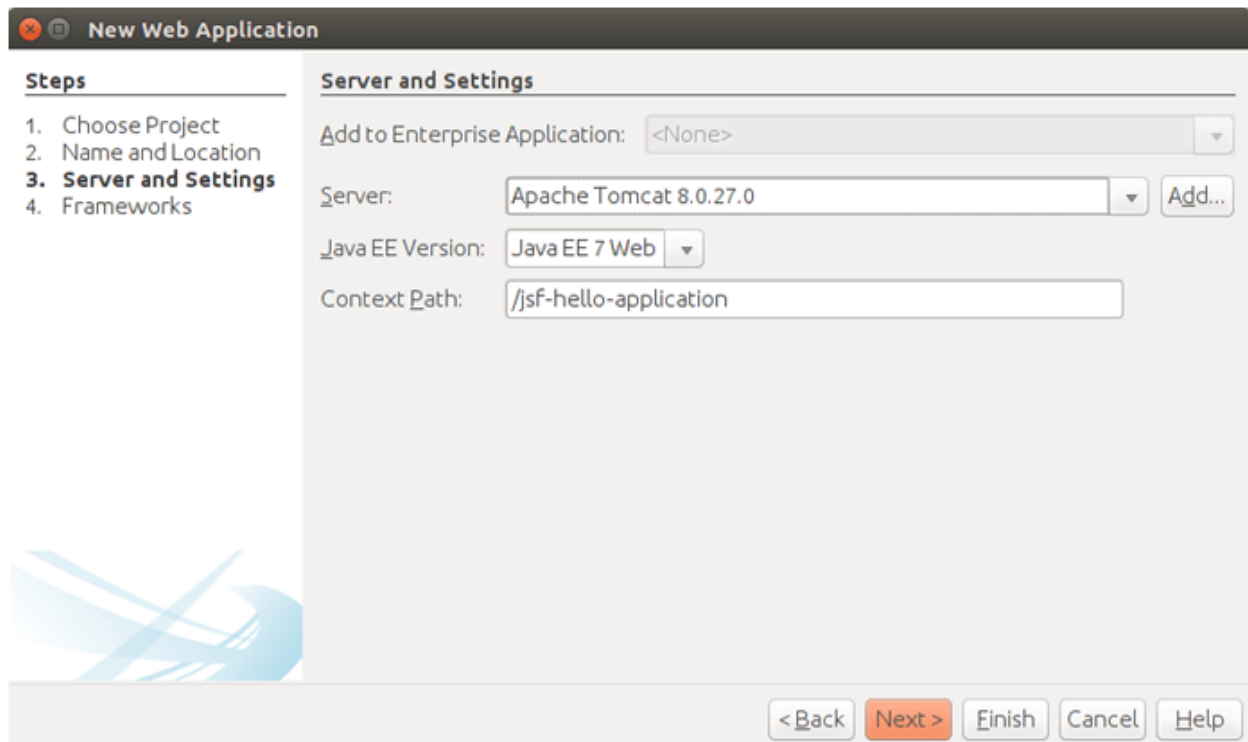 New Web Application
Steps
1. Choose Project
2. Name and Location
3. Server and Settings
4. Frameworks
Server and Settings
Add to Enterprise Application: <None>
Server: Apache Tomcat 8.0.27.0 Add...
Java EE Version: Java EE 7 Web
Context Path: /jsf-hello-application
< Back Next > Finish Cancel Help